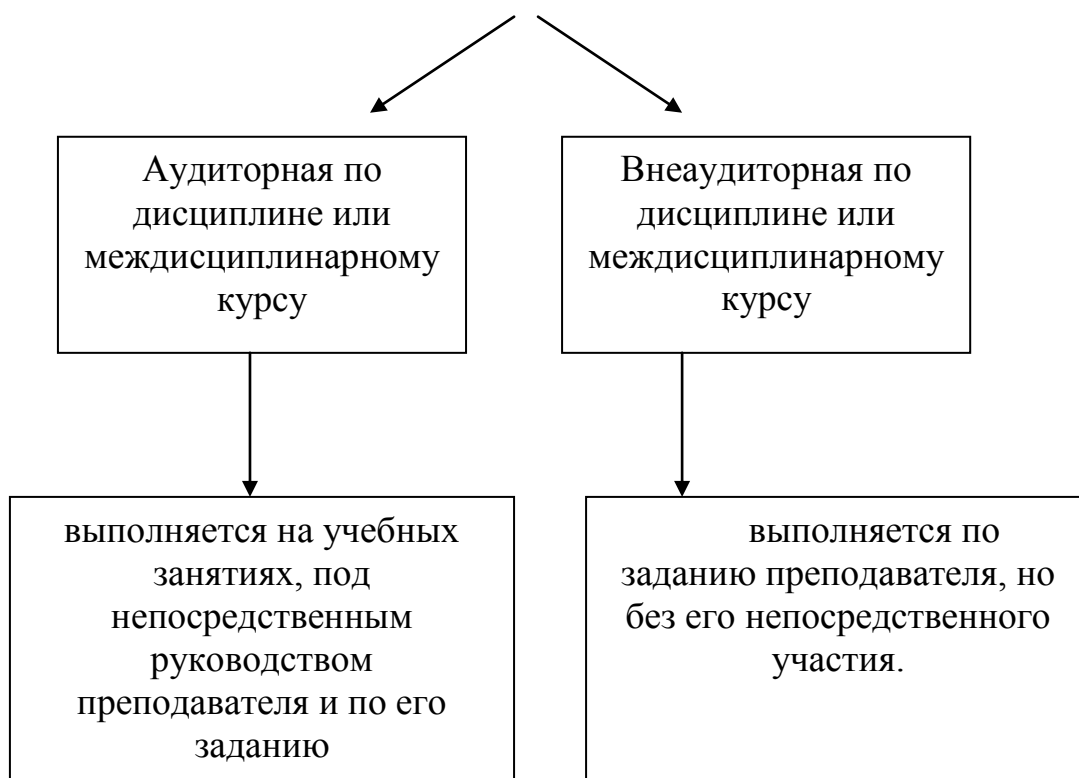 Аудиторная по
дисциплине или
междисциплинарному
курсу
Внеаудиторная по
дисциплине или
междисциплинарному
курсу
выполняется на учебных
занятиях, под
непосредственным
руководством
преподавателя и по его
заданию
выполняется по
заданию преподавателя, но
без его непосредственного
участия.